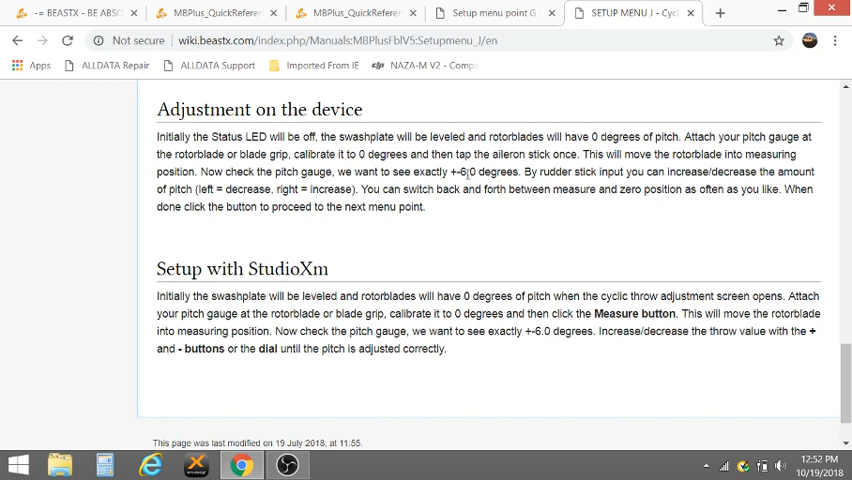 -= BEASTX - BE ABSO
MBPlus_QuickReferen
MBPlus_QuickReferen
Setup menu point G -
SETUP MENU J - Cyc
Not secure
wiki.beastx.com/index.php/Manuals:MBPlusFblV5:Setupmenu_J/en
Apps
ALLDATA Repair
ALLDATA Support
Imported From IE
NAZA-M V2 - Comp
Adjustment on the device
Initially the Status LED will be off, the swashplate will be leveled and rotorblades will have 0 degrees of pitch. Attach your pitch gauge at
the rotorblade or blade grip, calibrate it to 0 degrees and then tap the aileron stick once. This will move the rotorblade into measuring
position. Now check the pitch gauge, we want to see exactly +-6.0 degrees. By rudder stick input you can increase/decrease the amount
of pitch (left = decrease, right = increase). You can switch back and forth between measure and zero position as often as you like. When
done click the button to proceed to the next menu point.
Setup with StudioXm
Initially the swashplate will be leveled and rotorblades will have 0 degrees of pitch when the cyclic throw adjustment screen opens. Attach
your pitch gauge at the rotorblade or blade grip, calibrate it to 0 degrees and then click the Measure button. This will move the rotorblade
into measuring position. Now check the pitch gauge, we want to see exactly +-6.0 degrees. Increase/decrease the throw value with the +
and - buttons or the dial until the pitch is adjusted correctly.
This page was last modified on 19 July 2018, at 11:55.
12:52 PM
10/19/2018